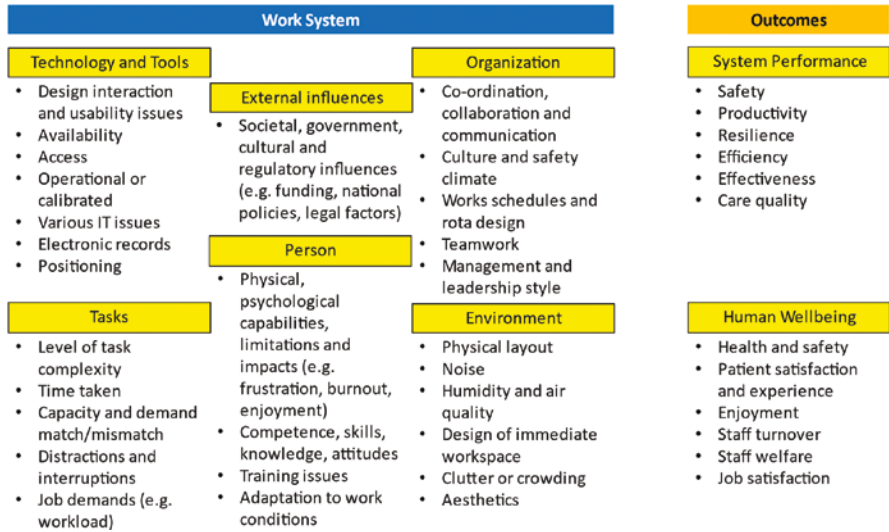 Work System
Technology and Tools
• Design interaction
and usability issues
• Availability
• Access
• Operational or
calibrated
• Various IT issues
• Electronic records
• Positioning
Tasks
• Level of task
complexity
• Time taken
• Capacity and demand
match/mismatch
• Distractions and
interruptions
• Job demands (e.g.
workload)
External influences
• Societal, government,
cultural and
regulatory influences
(e.g. funding, national
policies, legal factors)
Person
• Physical,
psychological
capabilities,
limitations and
impacts (e.g.
frustration, burnout,
enjoyment)
• Competence, skills,
knowledge, attitudes
• Training issues
• Adaptation to work
conditions
Organization
• Co-ordination,
collaboration and
communication
• Culture and safety
climate
• Works schedules and
rota design
• Teamwork
• Management and
leadership style
Environment
• Physical layout
• Noise
• Humidity and air
quality
• Design of immediate
workspace
• Clutter or crowding
• Aesthetics
Outcomes
System Performance
• Safety
• Productivity
• Resilience
• Efficiency
• Effectiveness
• Care quality
Human Wellbeing
• Health and safety
• Patient satisfaction
and experience
• Enjoyment
• Staff turnover
• Staff welfare
• Job satisfaction